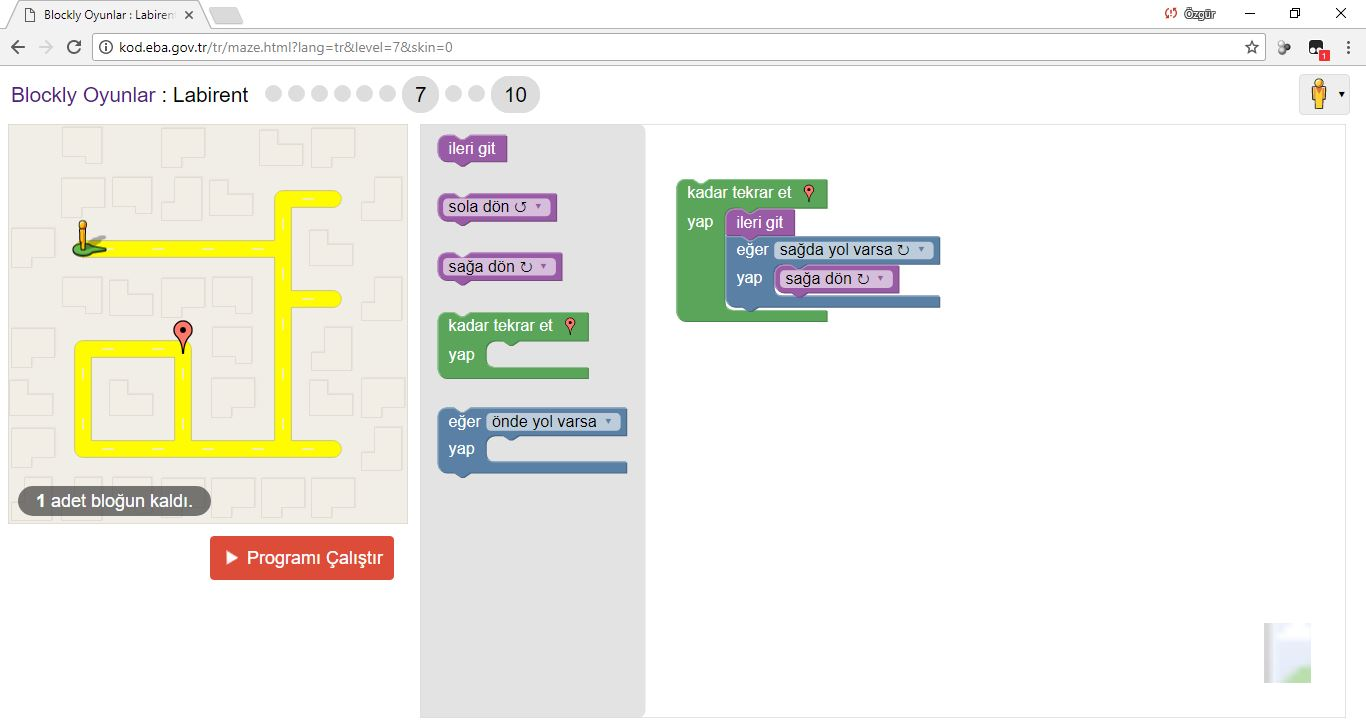 Blockly Oyunlar : Labiren
Özgür
kod.eba.gov.tr/tr/maze.html?lang=tr&level=7&skin=0
1
Blockly Oyunlar : Labirent 7 10
ileri git
sola dön ↺ ▼
sağa dön ↻ ▼
kadar tekrar et
yap
eğer önde yol varsa ▼
yap
kadar tekrar et
yap ileri git
eğer sağda yol varsa ↻ ▼
yap sağa dön ↻ ▼
1 adet bloğun kaldı.
Programı Çalıştır